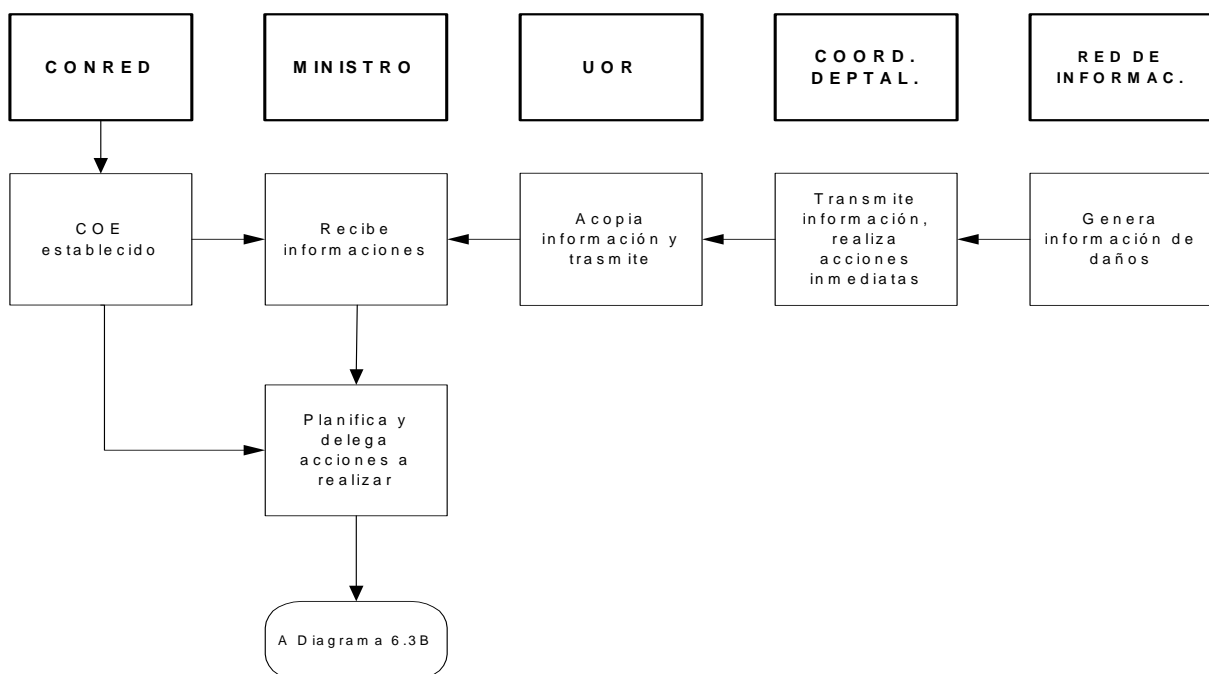 CONRED
MINISTRO
UOR
COORD.
DEPTAL.
RED DE
INFORMAC.
COE
establecido
Recibe
informaciones
Acopia
información y
trasmite
Transmite
información,
realiza
acciones
inmediatas
Genera
información de
daños
Planifica y
delega
acciones a
realizar
A Diagrama 6.3B